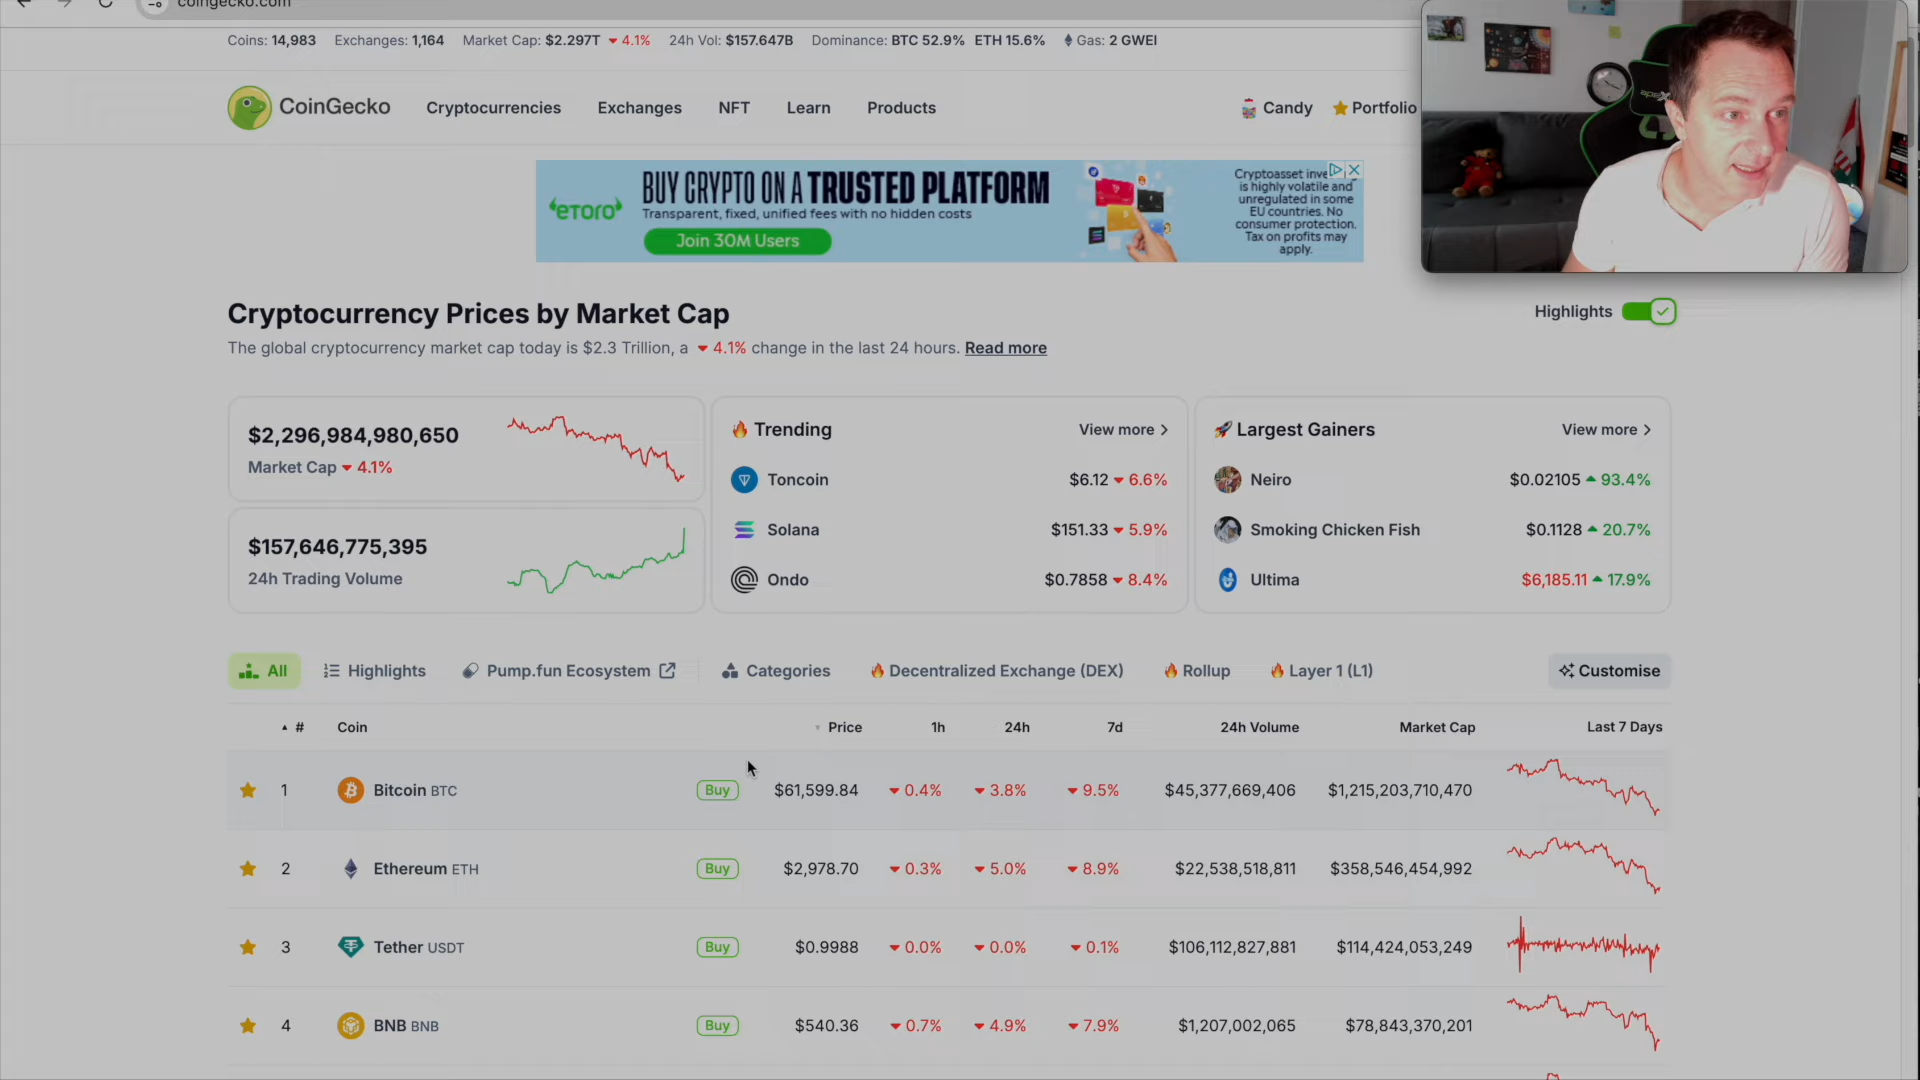 coingecko.com
Coins: 14,983 Exchanges: 1,164 Market Cap: $2.297T 4.1% 24h Vol: $157.647B Dominance: BTC 52.9% ETH 15.6% Gas: 2 GWEI
CoinGecko Cryptocurrencies Exchanges NFT Learn Products Candy Portfolio
BUY CRYPTO ON A TRUSTED PLATFORM
Transparent, fixed, unified fees with no hidden costs
eToro
Join 30M Users
Cryptoasset
is highly volatile and
unregulated in some
EU countries. No
consumer protection.
Tax on profits may
apply.
Cryptocurrency Prices by Market Cap
Highlights
The global cryptocurrency market cap today is $2.3 Trillion, a 4.1% change in the last 24 hours. Read more
$2,296,984,980,650
Market Cap 4.1%
$157,646,775,395
24h Trading Volume
Trending View more
Toncoin $6.12 6.6%
Solana $151.33 5.9%
Ondo $0.7858 8.4%
Largest Gainers View more
Neiro $0.02105 93.4%
Smoking Chicken Fish $0.1128 20.7%
Ultima $6,185.11 17.9%
All Highlights Pump.fun Ecosystem Categories Decentralized Exchange (DEX) Rollup Layer 1 (L1) Customise
# Coin Price 1h 24h 7d 24h Volume Market Cap Last 7 Days
1 Bitcoin BTC Buy $61,599.84 0.4% 3.8% 9.5% $45,377,669,406 $1,215,203,710,470
2 Ethereum ETH Buy $2,978.70 0.3% 5.0% 8.9% $22,538,518,811 $358,546,454,992
3 Tether USDT Buy $0.9988 0.0% 0.0% 0.1% $106,112,827,881 $114,424,053,249
4 BNB BNB Buy $540.36 0.7% 4.9% 7.9% $1,207,002,065 $78,843,370,201